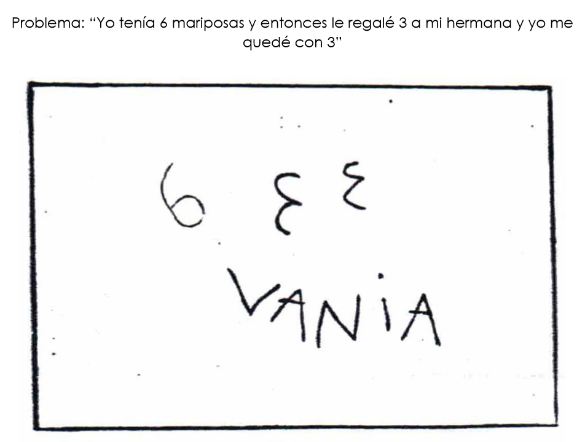 Problema: “Yo tenía 6 mariposas y entonces le regalé 3 a mi hermana y yo me
quedé con 3”
6 Ɛ Ɛ
VANiA